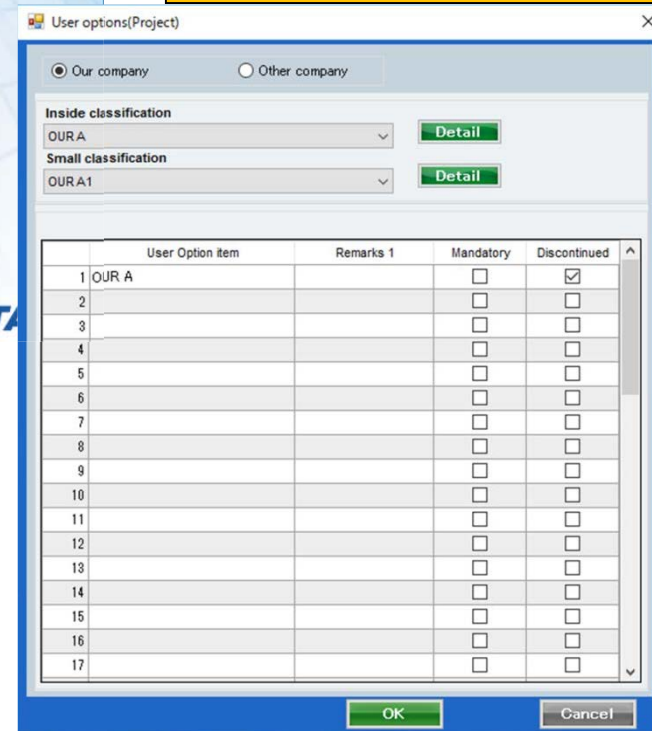 User options(Project)
Our company
Other company
Inside classification
OUR A
Detail
Small classification
OUR A1
Detail
User Option item
Remarks 1
Mandatory
Discontinued
1 OUR A
2
3
4
5
6
7
8
9
10
11
12
13
14
15
16
17
OK
Cancel